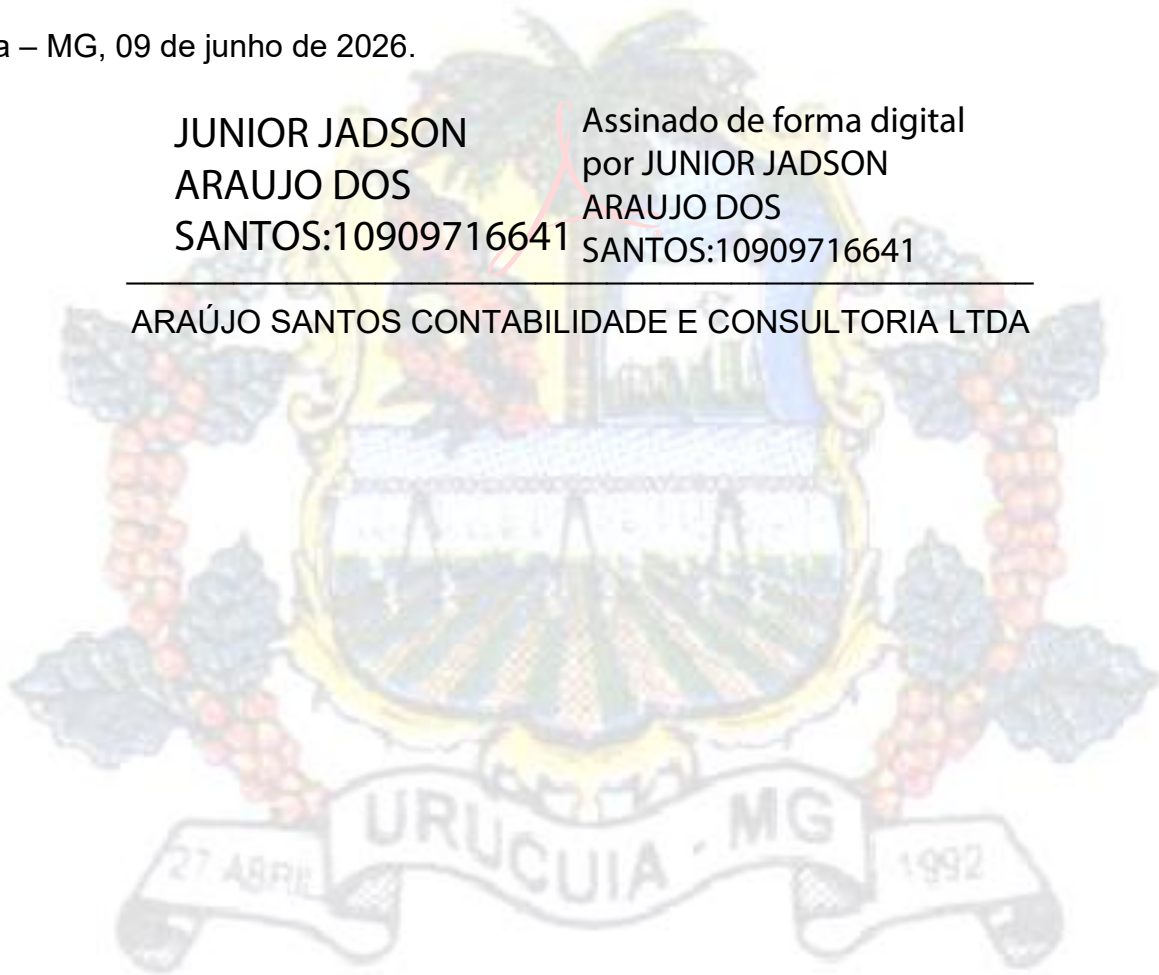 a – MG, 09 de junho de 2026.
JUNIOR JADSON
ARAUJO DOS
SANTOS:10909716641
Assinado de forma digital
por JUNIOR JADSON
ARAUJO DOS
SANTOS:10909716641
ARAÚJO SANTOS CONTABILIDADE E CONSULTORIA LTDA
URUCUIA - MG
27 ABRIL
1992